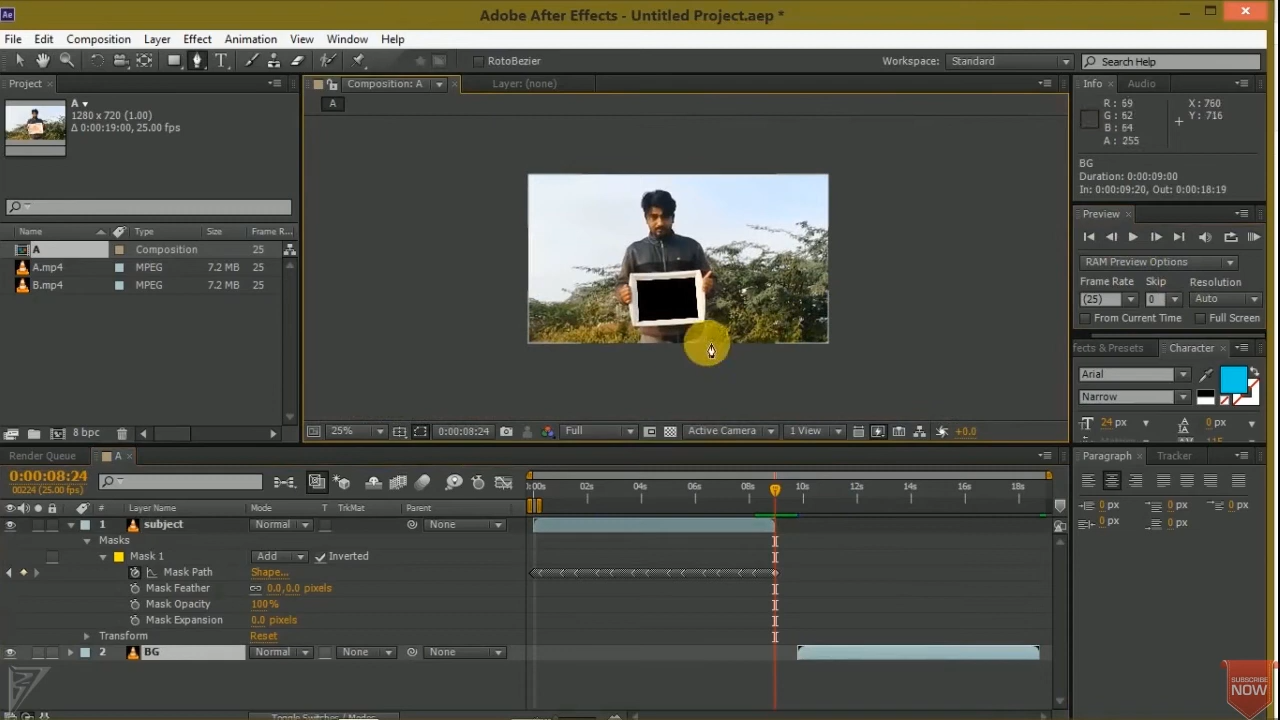 Adobe After Effects - Untitled Project.aep *
File Edit Composition Layer Effect Animation View Window Help
RotoBezier Workspace: Standard Search Help
Project Composition: A Layer: (none) Info Audio
A
1280 x 720 (1.00)
Δ 0:00:19:00, 25.00 fps
A
R: 69 X: 760
G: 62 Y: 716
B: 64
A: 255
BG
Duration: 0:00:09:00
In: 0:00:09:20, Out: 0:00:18:19
Preview
RAM Preview Options
Frame Rate Skip Resolution
(25) 0 Auto
From Current Time Full Screen
Name Type Size Frame R...
A Composition 25
A.mp4 MPEG 7.2 MB 25
B.mp4 MPEG 7.2 MB 25
ffects & Presets Character
Arial
Narrow
24 px 0 px
8 bpc 25% 0:00:08:24 Full Active Camera 1 View +0.0
Render Queue A Paragraph Tracker
0:00:08:24
00224 (25.00 fps)
:00s 02s 04s 06s 08s 10s 12s 14s 16s 18s
0 px 0 px 0 px
0 px 0 px
# Layer Name Mode T TrkMat Parent
1 subject Normal None
Masks
Mask 1 Add Inverted
Mask Path Shape...
Mask Feather 0.0,0.0 pixels
Mask Opacity 100%
Mask Expansion 0.0 pixels
Transform Reset
2 BG Normal None None
SUBSCRIBE
NOW
Toggle Switches / Modes